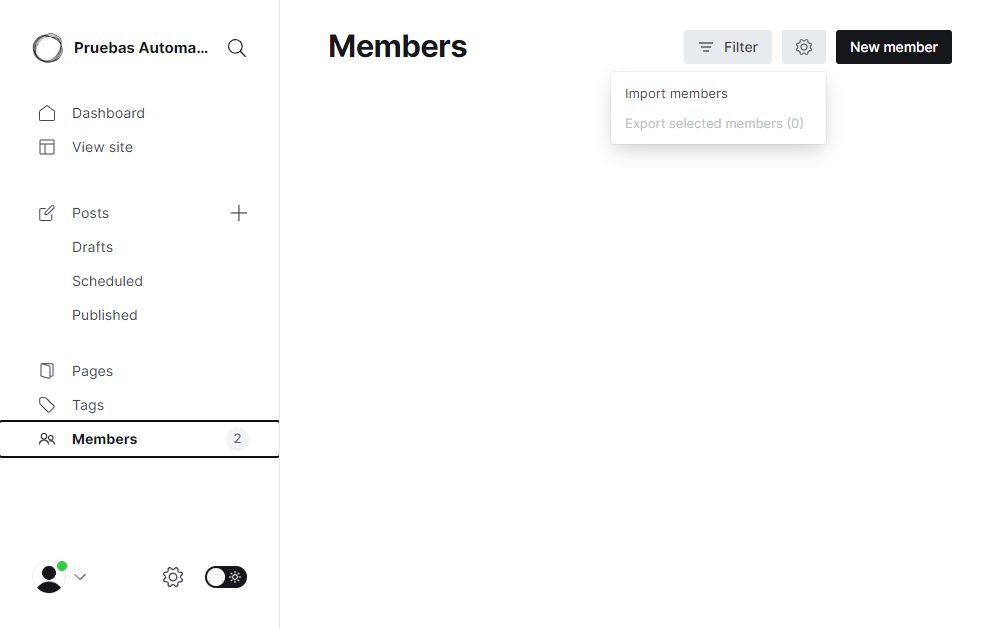 Pruebas Automa...
Dashboard
View site
Posts
Drafts
Scheduled
Published
Pages
Tags
Members
2
Members
Filter
New member
Import members
Export selected members (0)